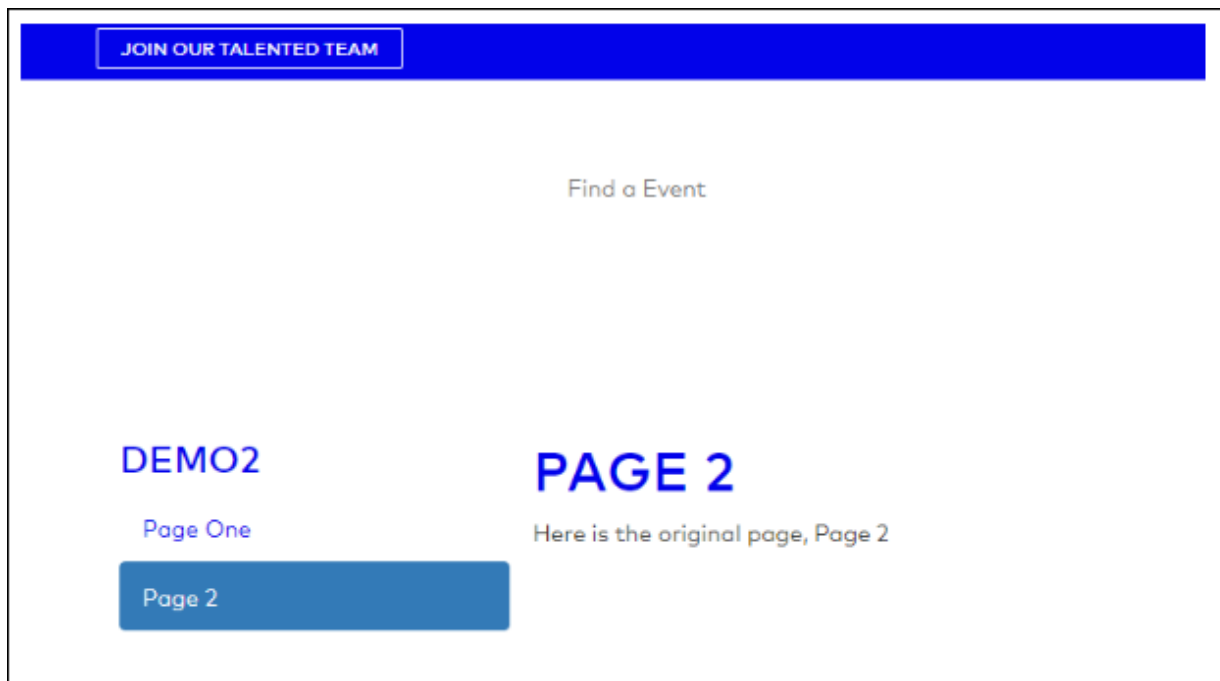 JOIN OUR TALENTED TEAM
Find a Event
DEMO2
Page One
Page 2
PAGE 2
Here is the original page, Page 2